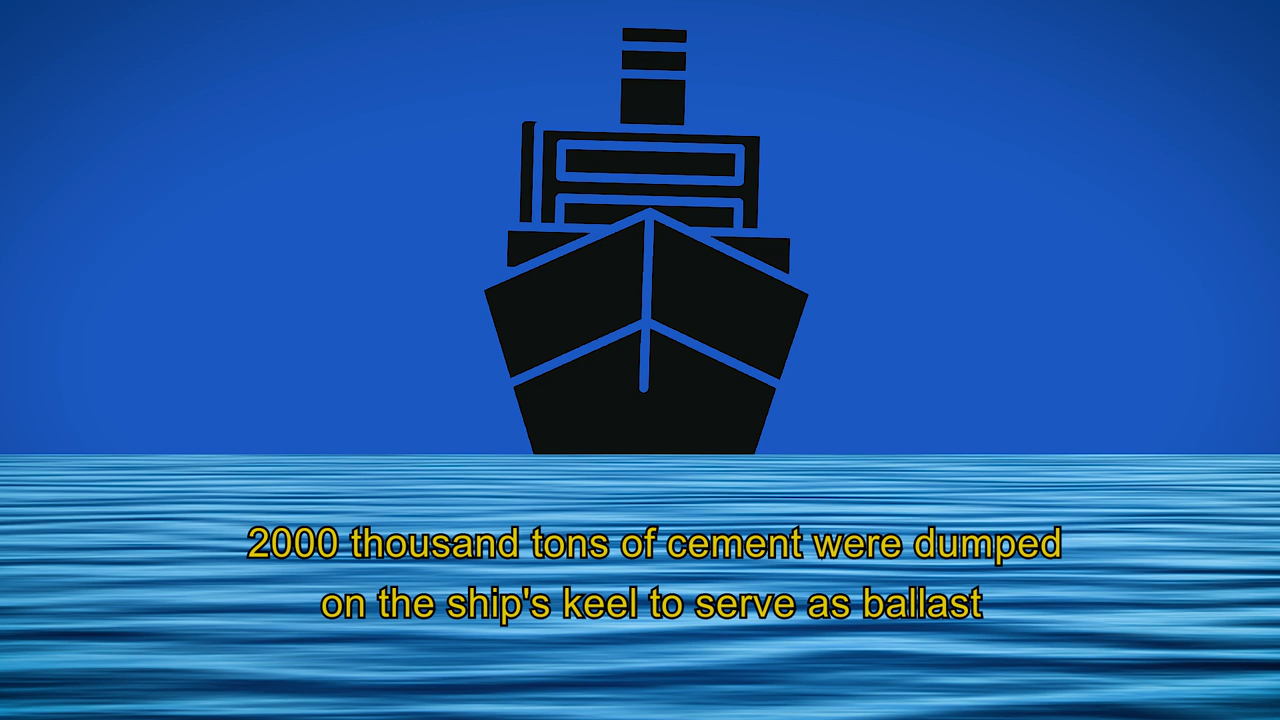 2000 thousand tons of cement were dumped
on the ship's keel to serve as ballast